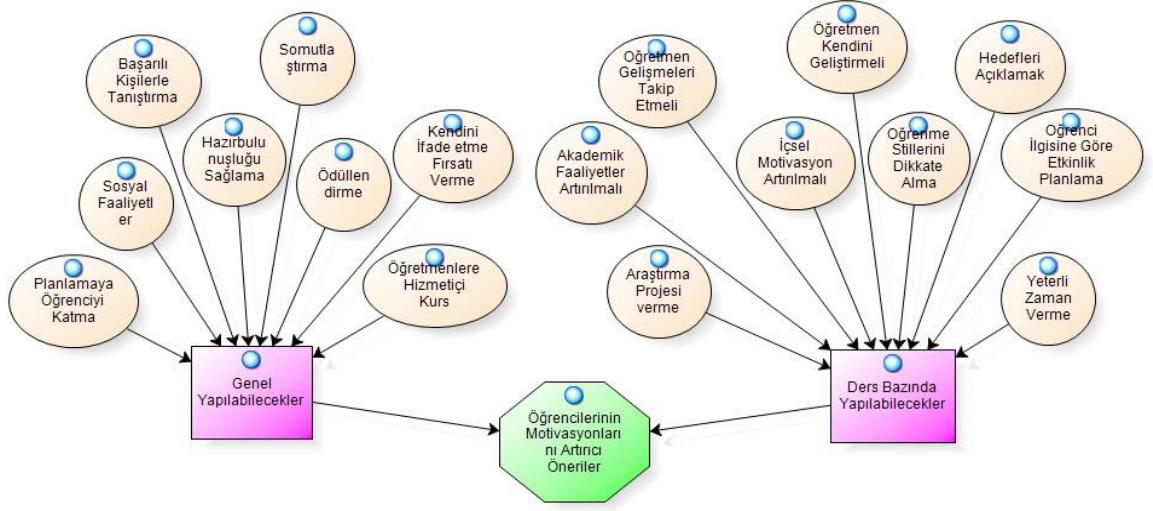 Başarılı
Kişilerle
Tanıştırma
Somutla
ştırma
Hazırbulu
nuşluğu
Sağlama
Kendini
İfade etme
Fırsatı
Verme
Sosyal
Faaliyetl
er
Ödüllen
dirme
Planlamaya
Öğrenciyi
Katma
Öğretmenlere
Hizmetiçi
Kurs
Genel
Yapılabilecekler
Öğretmen
Gelişmeleri
Takip
Etmeli
Öğretmen
Kendini
Geliştirmeli
Hedefleri
Açıklamak
Akademik
Faaliyetler
Artırılmalı
İçsel
Motivasyon
Artırılmalı
Öğrenme
Stillerini
Dikkate
Alma
Öğrenci
İlgisine Göre
Etkinlik
Planlama
Araştırma
Projesi
verme
Yeterli
Zaman
Verme
Ders Bazında
Yapılabilecekler
Öğrencilerinin
Motivasyonları
nı Artırıcı
Öneriler